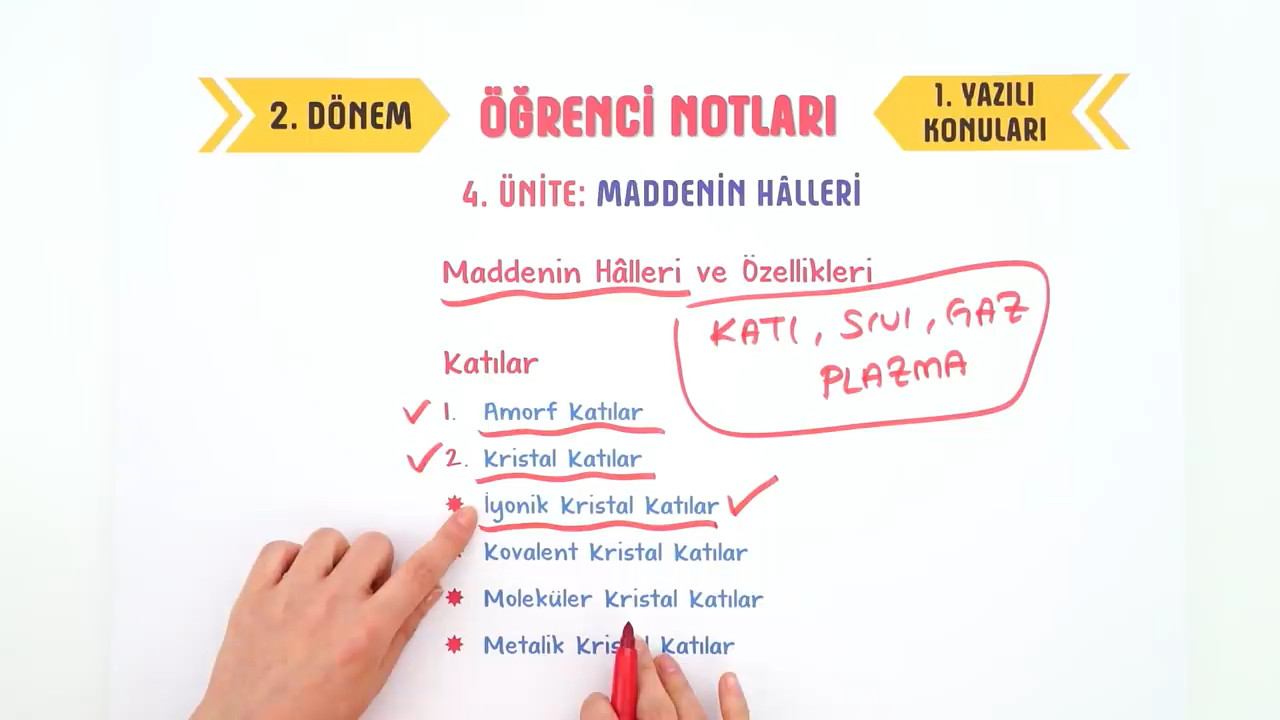 2. DÖNEM
ÖĞRENCİ NOTLARI
1. YAZILI
KONULARI
4. ÜNİTE: MADDENİN HÂLLERİ
Maddenin Hâlleri ve Özellikleri
KATI, SIVI, GAZ
PLAZMA
Katılar
1. Amorf Katılar
2. Kristal Katılar
İyonik Kristal Katılar
Kovalent Kristal Katılar
Moleküler Kristal Katılar
Metalik Kristal Katılar